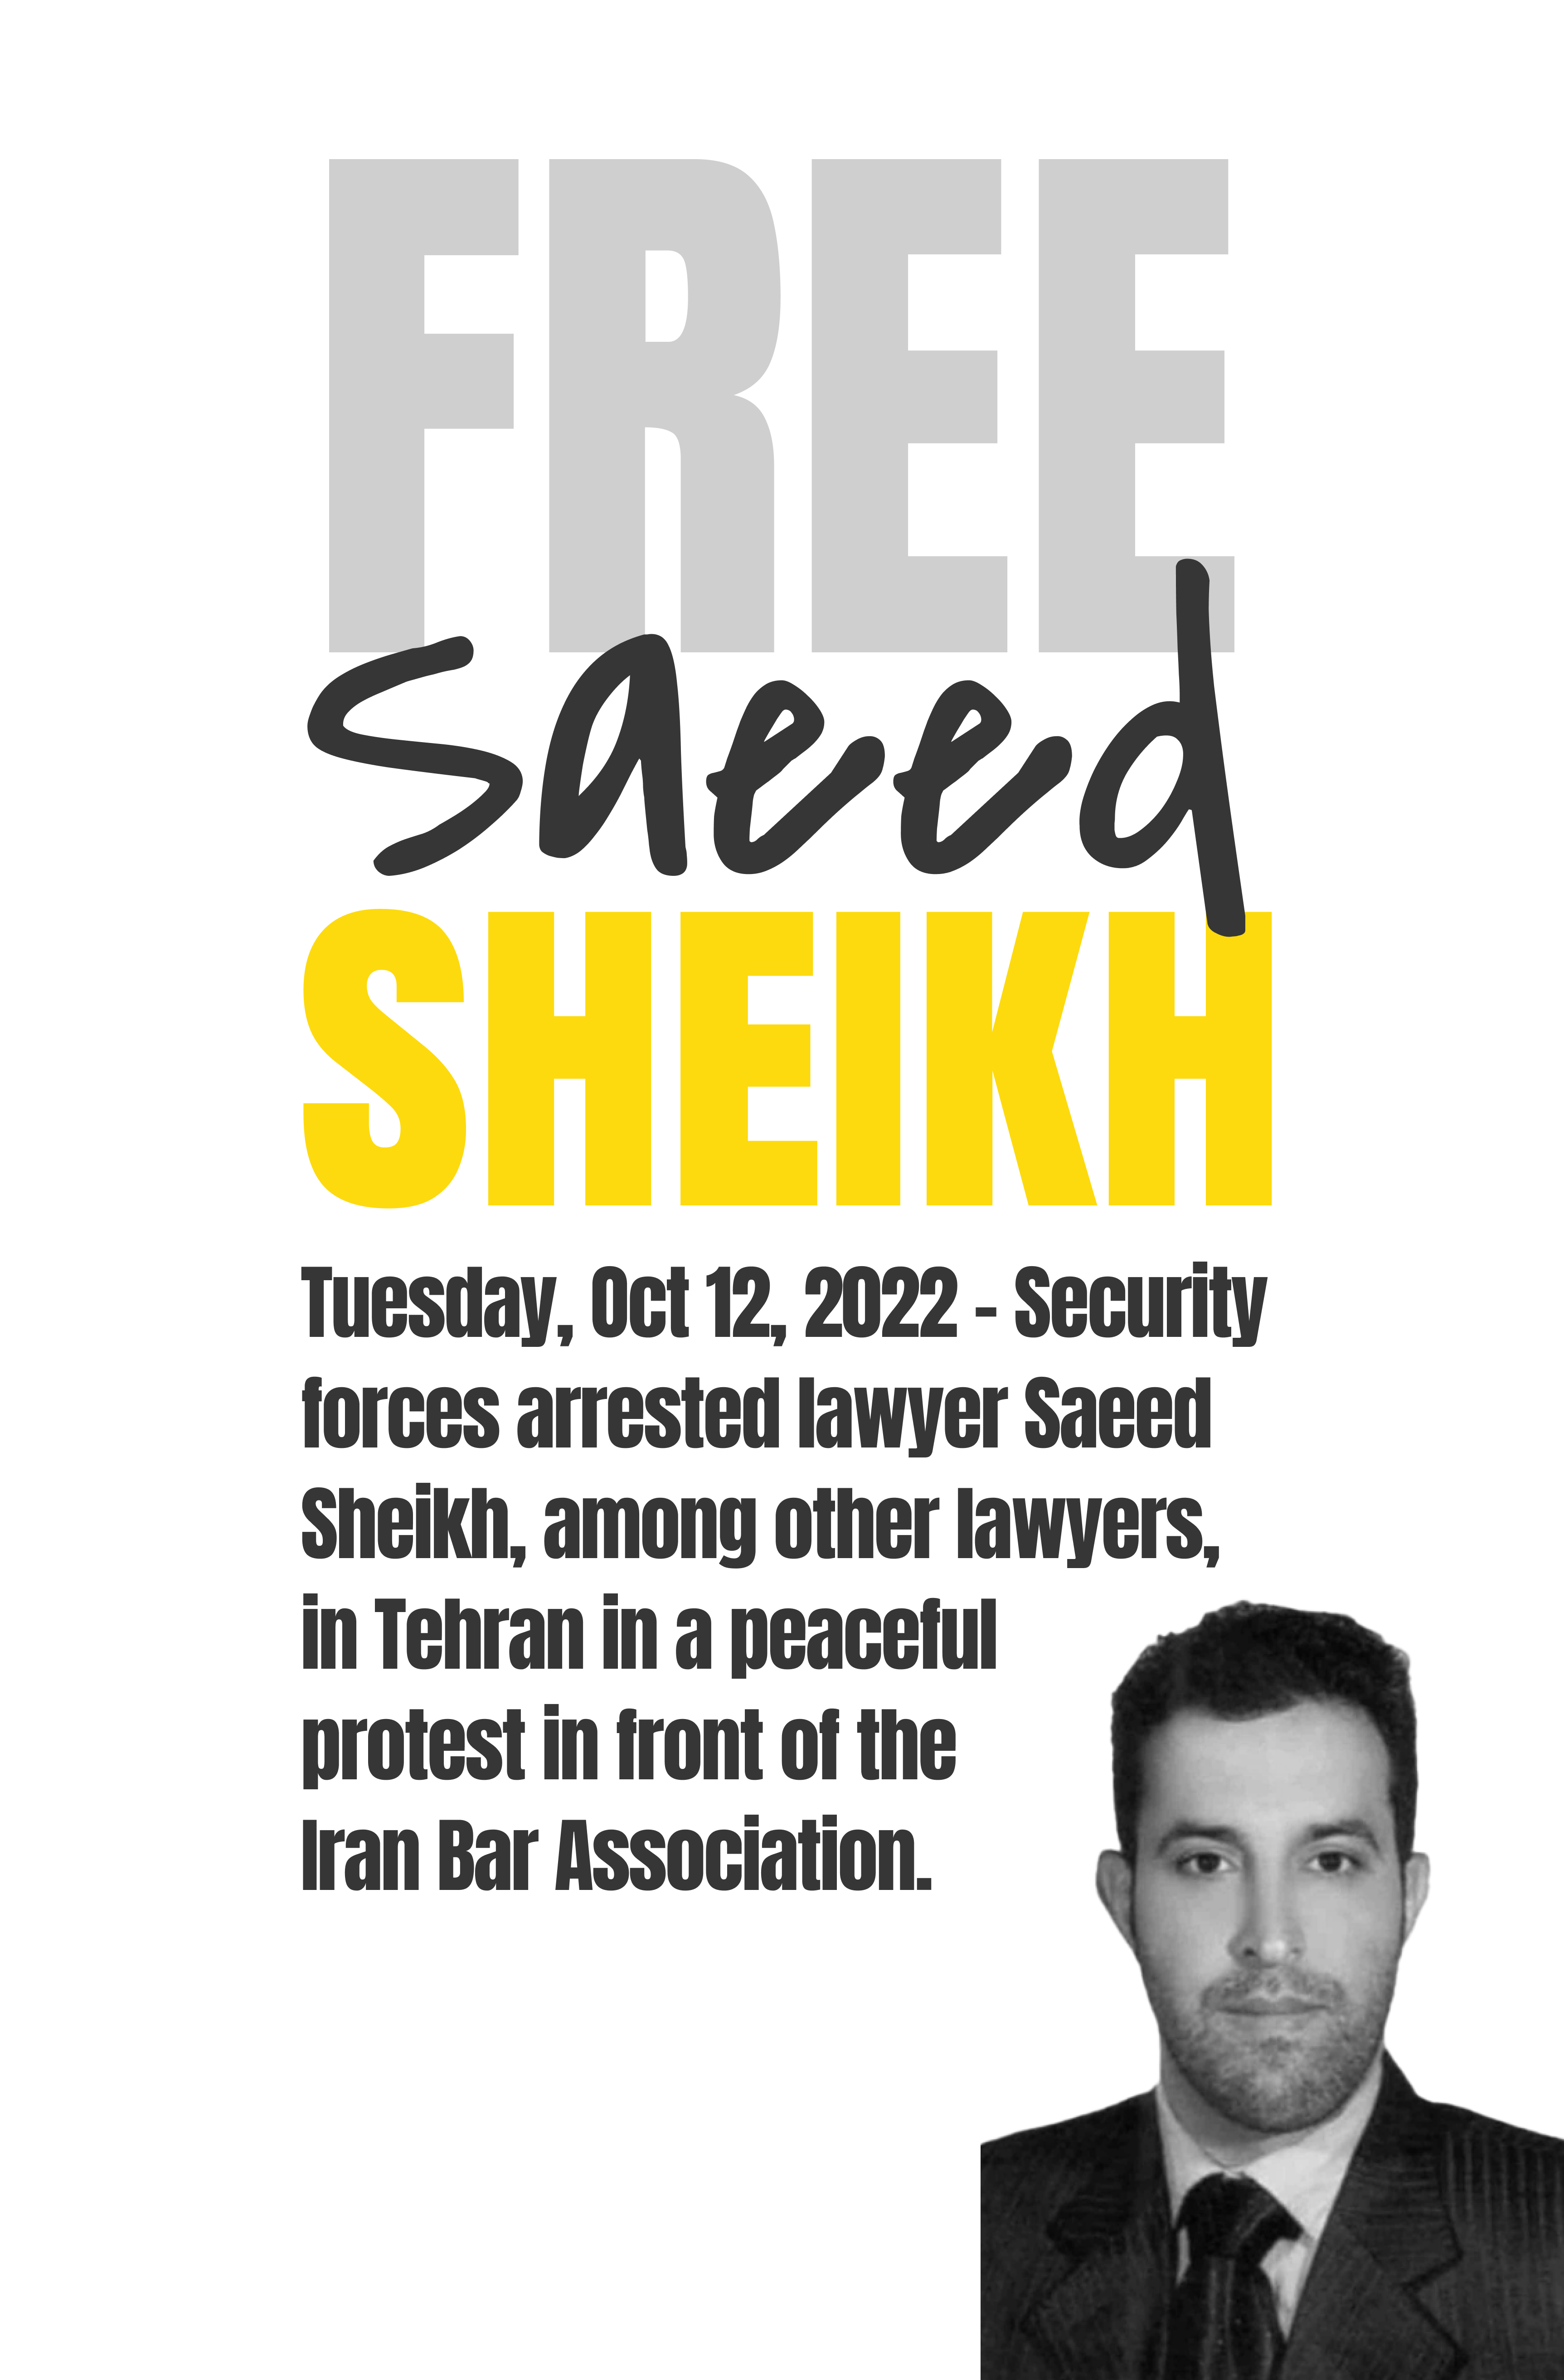 FREE
saeed
SHEIKH
Tuesday, Oct 12, 2022 - Security
forces arrested lawyer Saeed
Sheikh, among other lawyers,
in Tehran in a peaceful
protest in front of the
Iran Bar Association.